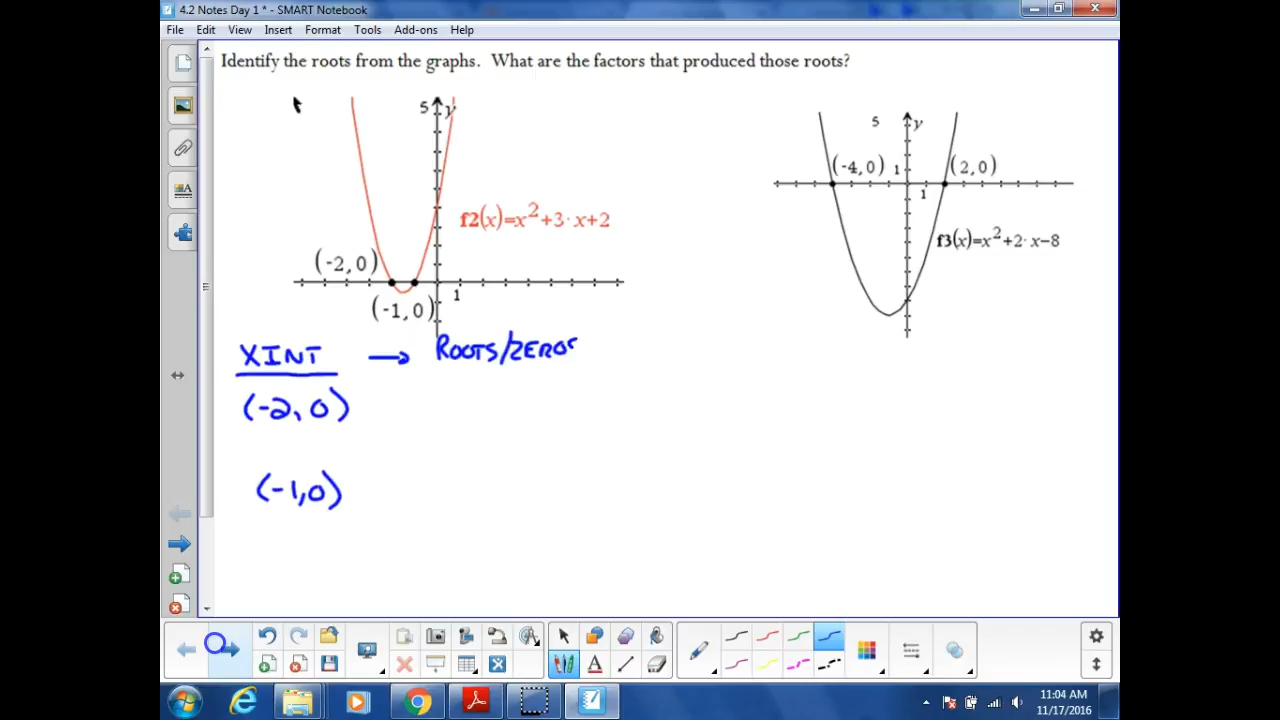 4.2 Notes Day 1 * - SMART Notebook
File Edit View Insert Format Tools Add-ons Help
Identify the roots from the graphs. What are the factors that produced those roots?
5 y
f2(x)=x²+3·x+2
(-2,0)
(-1,0)
1
5 y
(-4,0) 1 (2,0)
1
f3(x)=x²+2·x-8
XINT → ROOTS/ZEROS
(-2,0)
(-1,0)
A
11:04 AM
11/17/2016